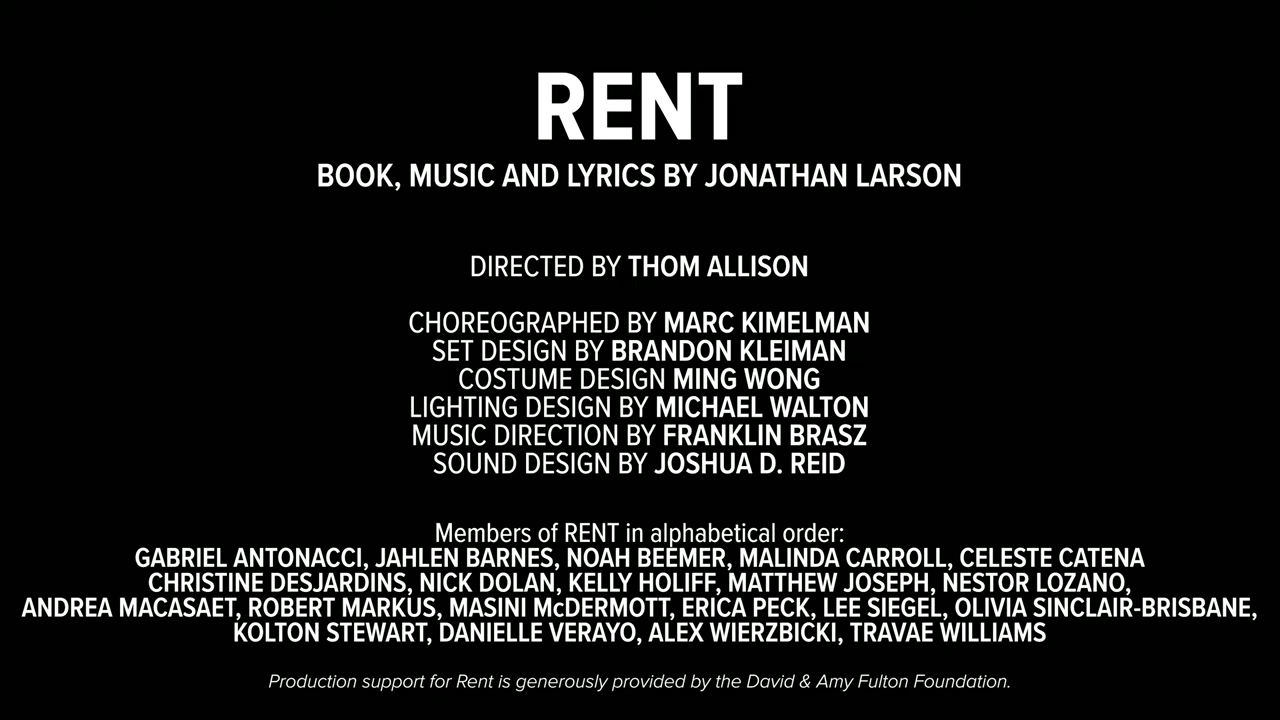 RENT
BOOK, MUSIC AND LYRICS BY JONATHAN LARSON
DIRECTED BY THOM ALLISON
CHOREOGRAPHED BY MARC KIMELMAN
SET DESIGN BY BRANDON KLEIMAN
COSTUME DESIGN MING WONG
LIGHTING DESIGN BY MICHAEL WALTON
MUSIC DIRECTION BY FRANKLIN BRASZ
SOUND DESIGN BY JOSHUA D. REID
Members of RENT in alphabetical order:
GABRIEL ANTONACCI, JAHLEN BARNES, NOAH BEEMER, MALINDA CARROLL, CELESTE CATENA
CHRISTINE DESJARDINS, NICK DOLAN, KELLY HOLIFF, MATTHEW JOSEPH, NESTOR LOZANO,
ANDREA MACASAET, ROBERT MARKUS, MASINI McDERMOTT, ERICA PECK, LEE SIEGEL, OLIVIA SINCLAIR-BRISBANE,
KOLTON STEWART, DANIELLE VERAYO, ALEX WIERZBICKI, TRAVAE WILLIAMS
Production support for Rent is generously provided by the David & Amy Fulton Foundation.